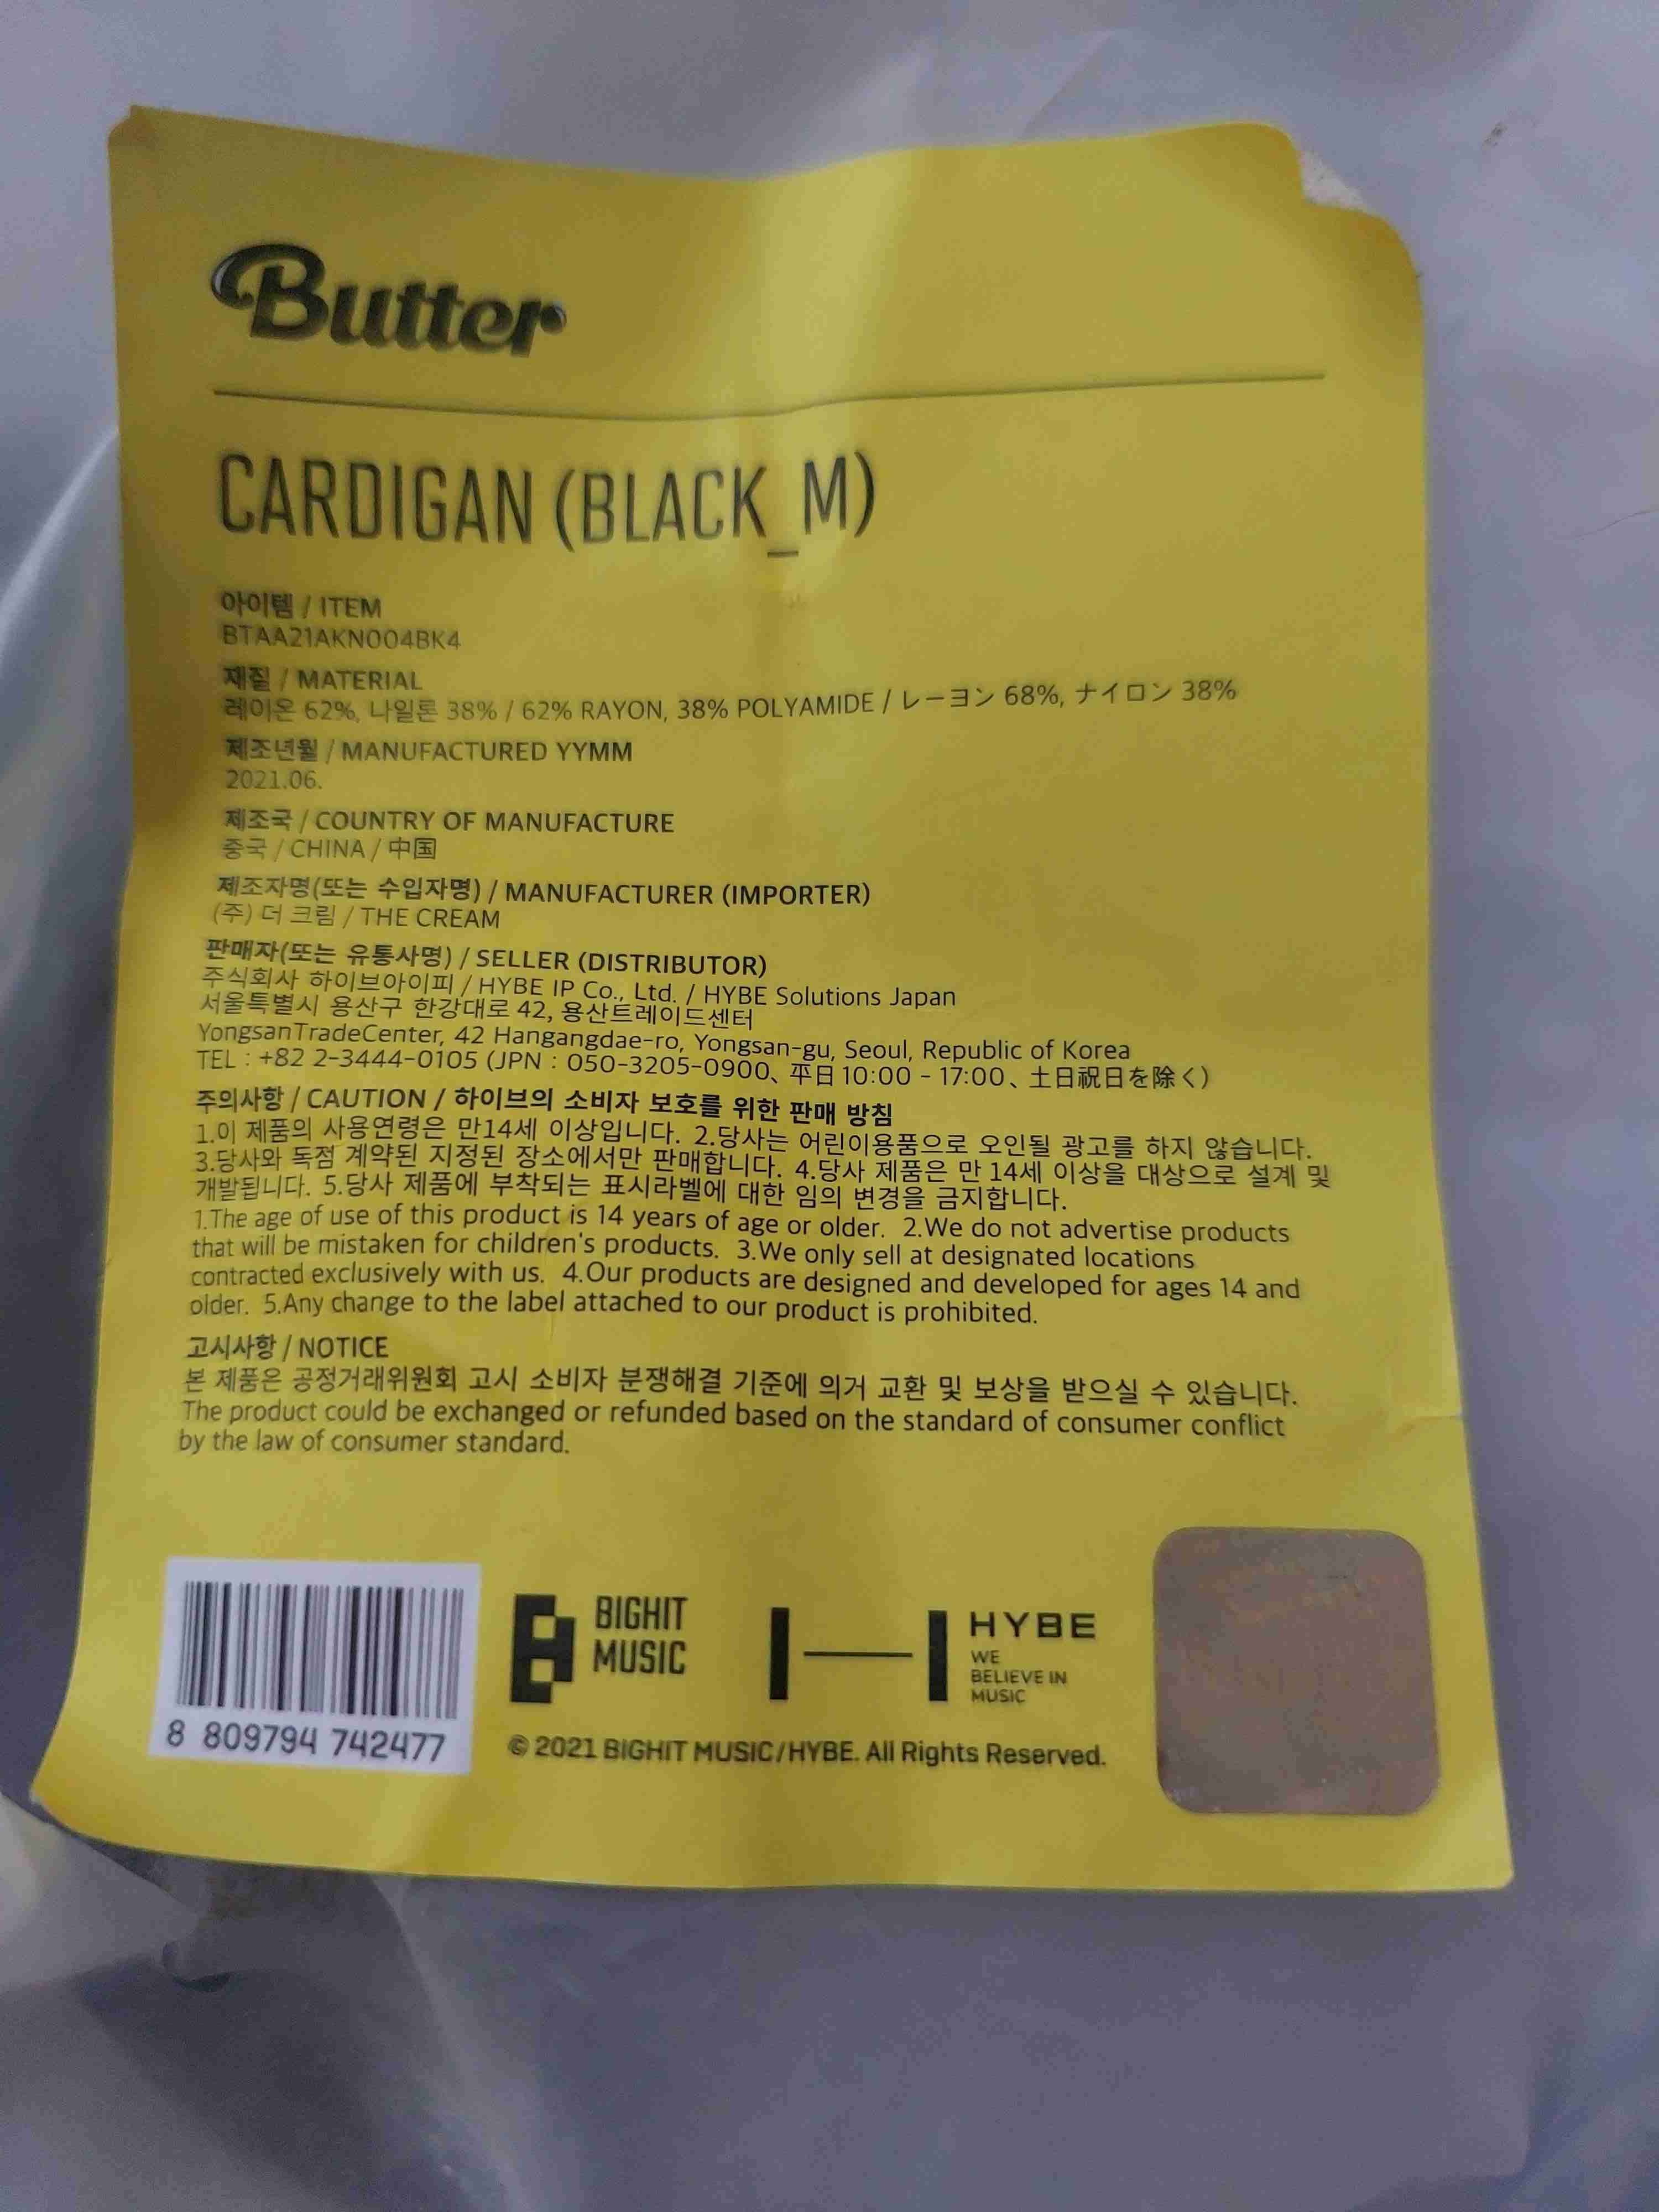 Butter
CARDIGAN (BLACK_M)
아이템 / ITEM
BTAA21AKN004BK4
재질 / MATERIAL
레이온 62%, 나일론 38% / 62% RAYON, 38% POLYAMIDE / レーヨン 68%, ナイロン 38%
제조년월 / MANUFACTURED YYMM
2021.06.
제조국 / COUNTRY OF MANUFACTURE
중국 / CHINA / 中国
제조자명(또는 수입자명) / MANUFACTURER (IMPORTER)
(주) 더 크림 / THE CREAM
판매자(또는 유통사명) / SELLER (DISTRIBUTOR)
주식회사 하이브아이피 / HYBE IP Co., Ltd. / HYBE Solutions Japan
서울특별시 용산구 한강대로 42, 용산트레이드센터
YongsanTradeCenter, 42 Hangangdae-ro, Yongsan-gu, Seoul, Republic of Korea
TEL : +82 2-3444-0105 (JPN : 050-3205-0900、平日 10:00 - 17:00、土日祝日を除く)
주의사항 / CAUTION / 하이브의 소비자 보호를 위한 판매 방침
1.이 제품의 사용연령은 만14세 이상입니다. 2.당사는 어린이용품으로 오인될 광고를 하지 않습니다.
3.당사와 독점 계약된 지정된 장소에서만 판매합니다. 4.당사 제품은 만 14세 이상을 대상으로 설계 및
개발됩니다. 5.당사 제품에 부착되는 표시라벨에 대한 임의 변경을 금지합니다.
1.The age of use of this product is 14 years of age or older. 2.We do not advertise products
that will be mistaken for children's products. 3.We only sell at designated locations
contracted exclusively with us. 4.Our products are designed and developed for ages 14 and
older. 5.Any change to the label attached to our product is prohibited.
고시사항 / NOTICE
본 제품은 공정거래위원회 고시 소비자 분쟁해결 기준에 의거 교환 및 보상을 받으실 수 있습니다.
The product could be exchanged or refunded based on the standard of consumer conflict
by the law of consumer standard.
8 809794 742477
BIGHIT
MUSIC
HYBE
WE
BELIEVE IN
MUSIC
© 2021 BIGHIT MUSIC/HYBE. All Rights Reserved.